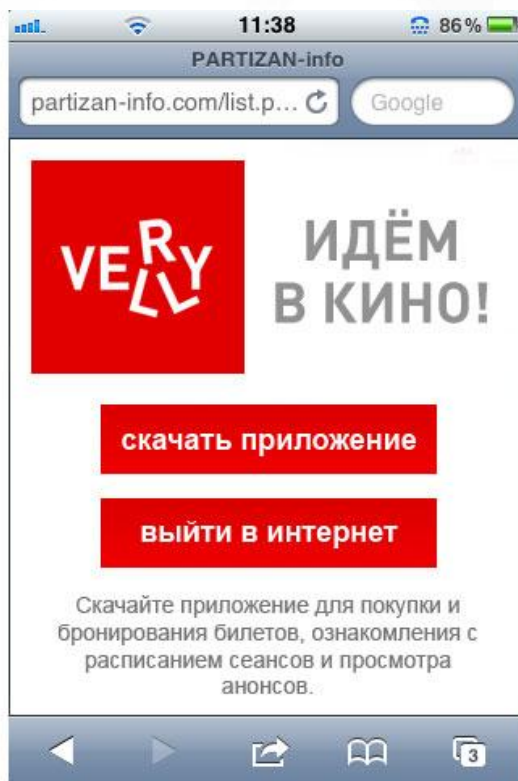 11:38
86%
PARTIZAN-info
partizan-info.com/list.p...
Google
VERLLY
ИДЁМ
В КИНО!
скачать приложение
выйти в интернет
Скачайте приложение для покупки и
бронирования билетов, ознакомления с
расписанием сеансов и просмотра
анонсов.
3